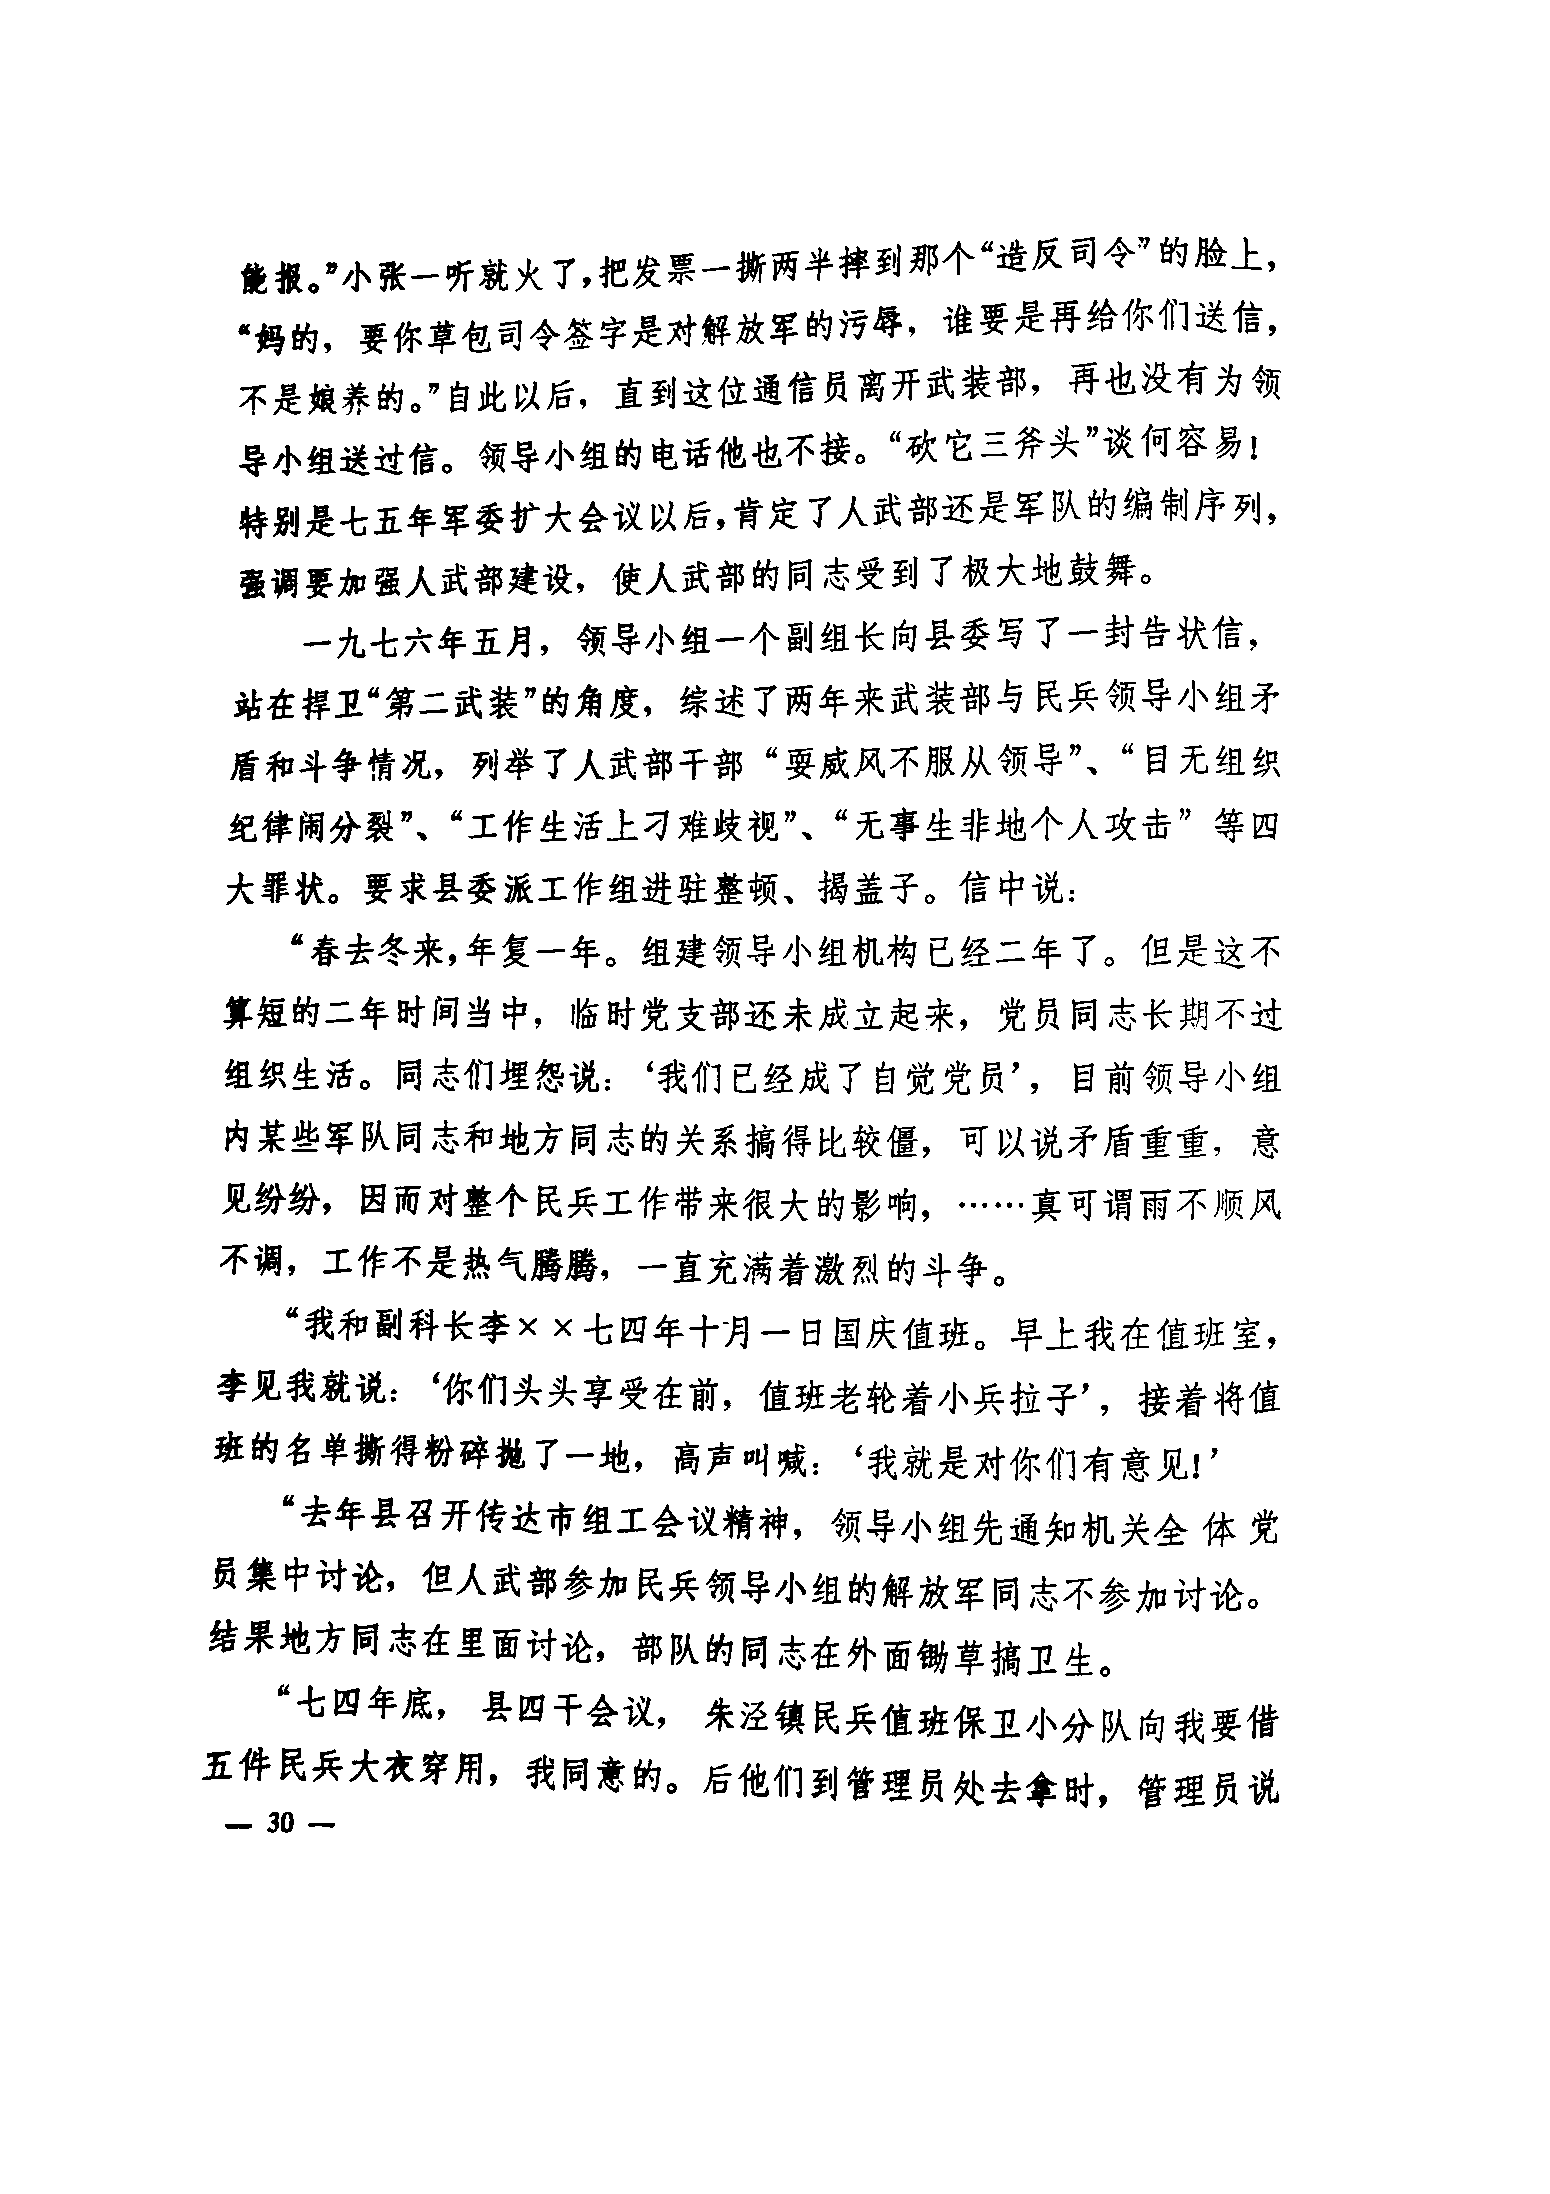 能报。”小张一听就火了，把发票一撕两半摔到那个“造反司令”的脸上，
“妈的，要你草包司令签字是对解放军的污辱，谁要是再给你们送信，
不是娘养的。”自此以后，直到这位通信员离开武装部，再也没有为领
导小组送过信。领导小组的电话他也不接。“砍它三斧头”谈何容易！
特别是七五年军委扩大会议以后，肯定了人武部还是军队的编制序列，
强调要加强人武部建设，使人武部的同志受到了极大地鼓舞。
一九七六年五月，领导小组一个副组长向县委写了一封告状信，
站在捍卫“第二武装”的角度，综述了两年来武装部与民兵领导小组矛
盾和斗争情况，列举了人武部干部“耍威风不服从领导”、“目无组织
纪律闹分裂”、“工作生活上刁难歧视”、“无事生非地个人攻击”等四
大罪状。要求县委派工作组进驻整顿、揭盖子。信中说：
“春去冬来，年复一年。组建领导小组机构已经二年了。但是这不
算短的二年时间当中，临时党支部还未成立起来，党员同志长期不过
组织生活。同志们埋怨说：‘我们已经成了自觉党员’，目前领导小组
内某些军队同志和地方同志的关系搞得比较僵，可以说矛盾重重，意
见纷纷，因而对整个民兵工作带来很大的影响，……真可谓雨不顺风
不调，工作不是热气腾腾，一直充满着激烈的斗争。
“我和副科长李××七四年十月一日国庆值班。早上我在值班室，
李见我就说：‘你们头头享受在前，值班老轮着小兵拉子’，接着将值
班的名单撕得粉碎抛了一地，高声叫喊：‘我就是对你们有意见！’
“去年县召开传达市组工会议精神，领导小组先通知机关全体党
员集中讨论，但人武部参加民兵领导小组的解放军同志不参加讨论。
结果地方同志在里面讨论，部队的同志在外面锄草搞卫生。
“七四年底，县四干会议，朱泾镇民兵值班保卫小分队向我要借
五件民兵大衣穿用，我同意的。后他们到管理员处去拿时，管理员说
— 30 —